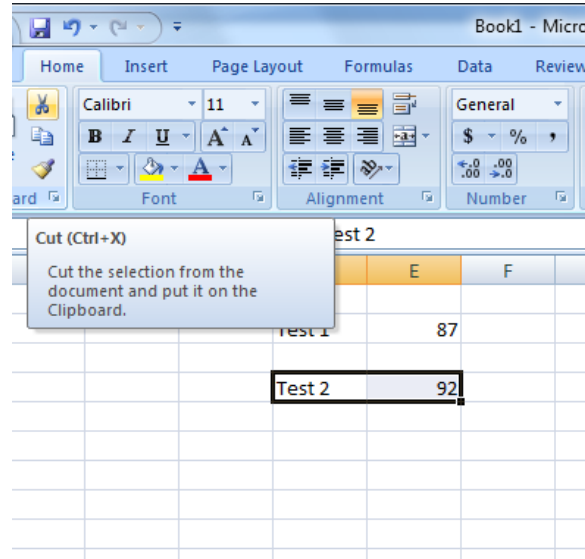 Book1 - Micro
Home Insert Page Layout Formulas Data Review
Calibri 11 General
B I U A A $ % ,
.0 .00
.00 .0
ard Font Alignment Number
Cut (Ctrl+X)
est 2
Cut the selection from the
document and put it on the
Clipboard.
E F
Test 1 87
Test 2 92